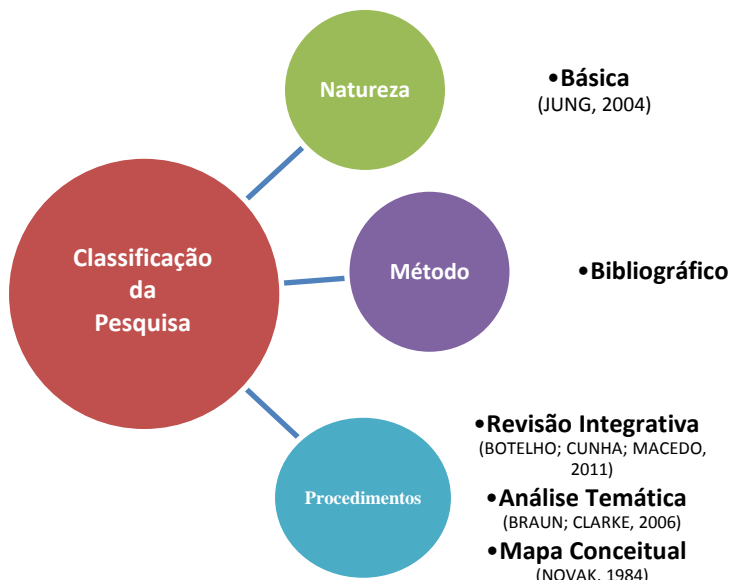 Natureza
•Básica
(JUNG, 2004)
Classificação
da
Pesquisa
Método
•Bibliográfico
Procedimentos
•Revisão Integrativa
(BOTELHO; CUNHA; MACEDO,
2011)
•Análise Temática
(BRAUN; CLARKE, 2006)
•Mapa Conceitual
(NOVAK, 1984)